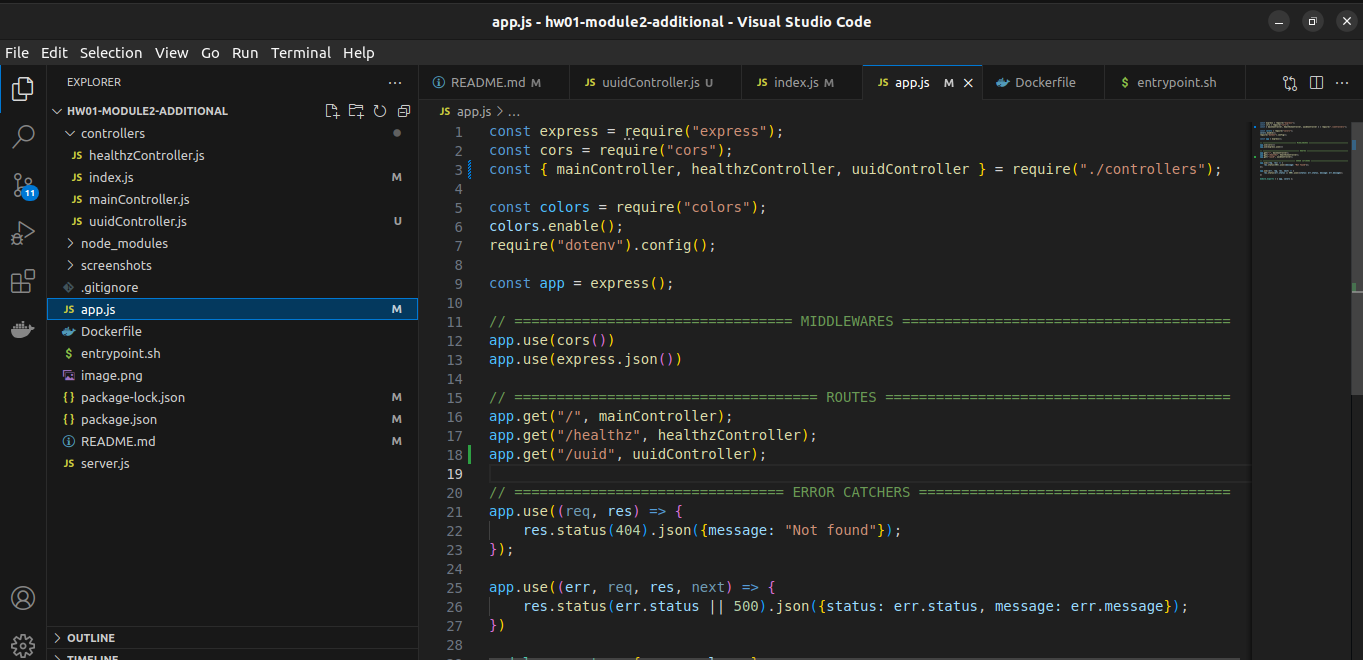 app.js - hw01-module2-additional - Visual Studio Code
File Edit Selection View Go Run Terminal Help
EXPLORER
HW01-MODULE2-ADDITIONAL
controllers
JS healthzController.js
JS index.js M
JS mainController.js
JS uuidController.js U
node_modules
screenshots
.gitignore
JS app.js M
Dockerfile
$ entrypoint.sh
image.png
{} package-lock.json M
{} package.json M
README.md M
JS server.js
OUTLINE
TIMELINE
11
README.md M JS uuidController.js U JS index.js M JS app.js M Dockerfile $ entrypoint.sh
JS app.js > ...
1 const express = require("express");
2 const cors = require("cors");
3 const { mainController, healthzController, uuidController } = require("./controllers");
4
5 const colors = require("colors");
6 colors.enable();
7 require("dotenv").config();
8
9 const app = express();
10
11 // ================================= MIDDLEWARES =======================================
12 app.use(cors())
13 app.use(express.json())
14
15 // ==================================== ROUTES =========================================
16 app.get("/", mainController);
17 app.get("/healthz", healthzController);
18 app.get("/uuid", uuidController);
19
20 // ================================ ERROR CATCHERS =====================================
21 app.use((req, res) => {
22 res.status(404).json({message: "Not found"});
23 });
24
25 app.use((err, req, res, next) => {
26 res.status(err.status || 500).json({status: err.status, message: err.message});
27 })
28